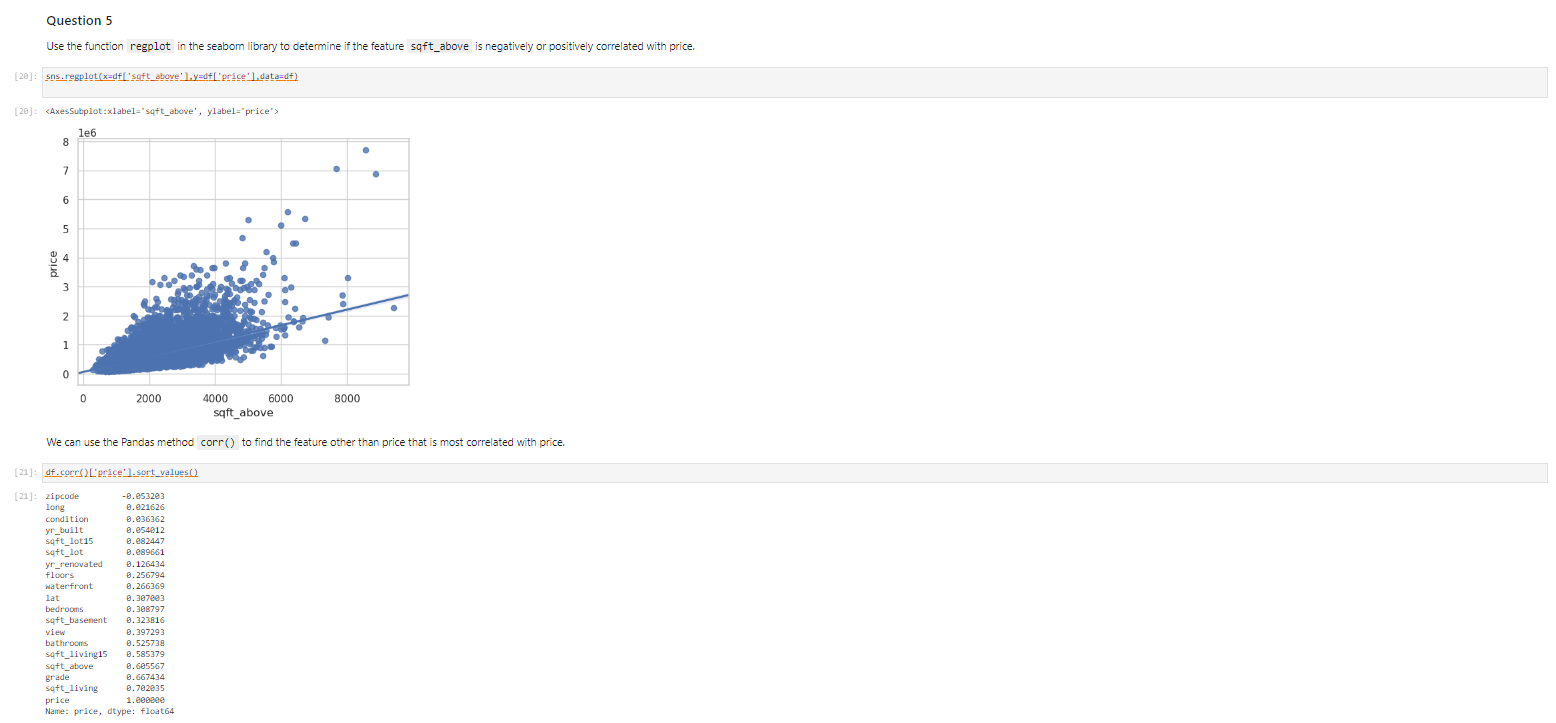 Question 5
Use the function regplot in the seaborn library to determine if the feature sqft_above is negatively or positively correlated with price.
[20]: sns.regplot(x=df['sqft_above'],y=df['price'],data=df)
[20]: <AxesSubplot:xlabel='sqft_above', ylabel='price'>
1e6
8
7
6
5
4
3
2
1
0
price
0 2000 4000 6000 8000
sqft_above
We can use the Pandas method corr() to find the feature other than price that is most correlated with price.
[21]: df.corr()['price'].sort_values()
[21]: zipcode -0.053203
long 0.021626
condition 0.036362
yr_built 0.054012
sqft_lot15 0.082447
sqft_lot 0.089661
yr_renovated 0.126434
floors 0.256794
waterfront 0.266369
lat 0.307003
bedrooms 0.308797
sqft_basement 0.323816
view 0.397293
bathrooms 0.525738
sqft_living15 0.585379
sqft_above 0.605567
grade 0.667434
sqft_living 0.702035
price 1.000000
Name: price, dtype: float64